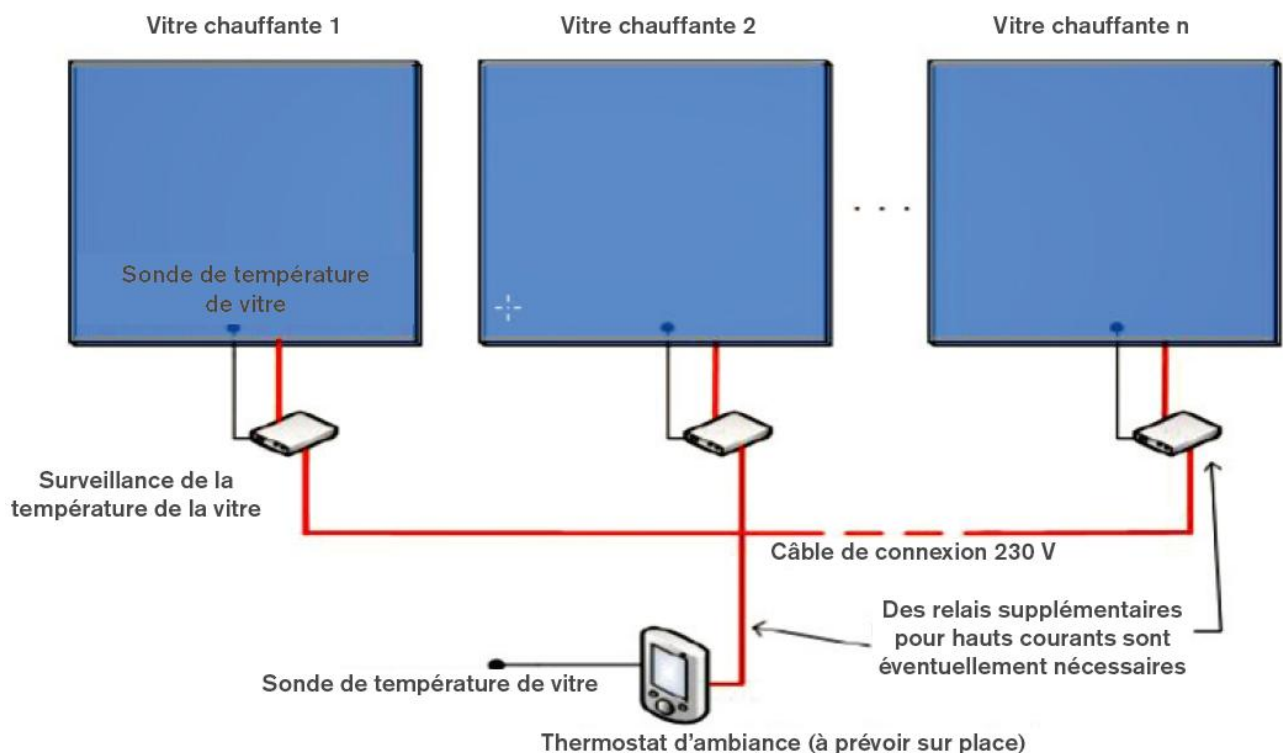 Vitre chauffante 1
Vitre chauffante 2
Vitre chauffante n
Sonde de température
de vitre
Surveillance de la
température de la vitre
Câble de connexion 230 V
Des relais supplémentaires
pour hauts courants sont
éventuellement nécessaires
Sonde de température de vitre
Thermostat d'ambiance (à prévoir sur place)